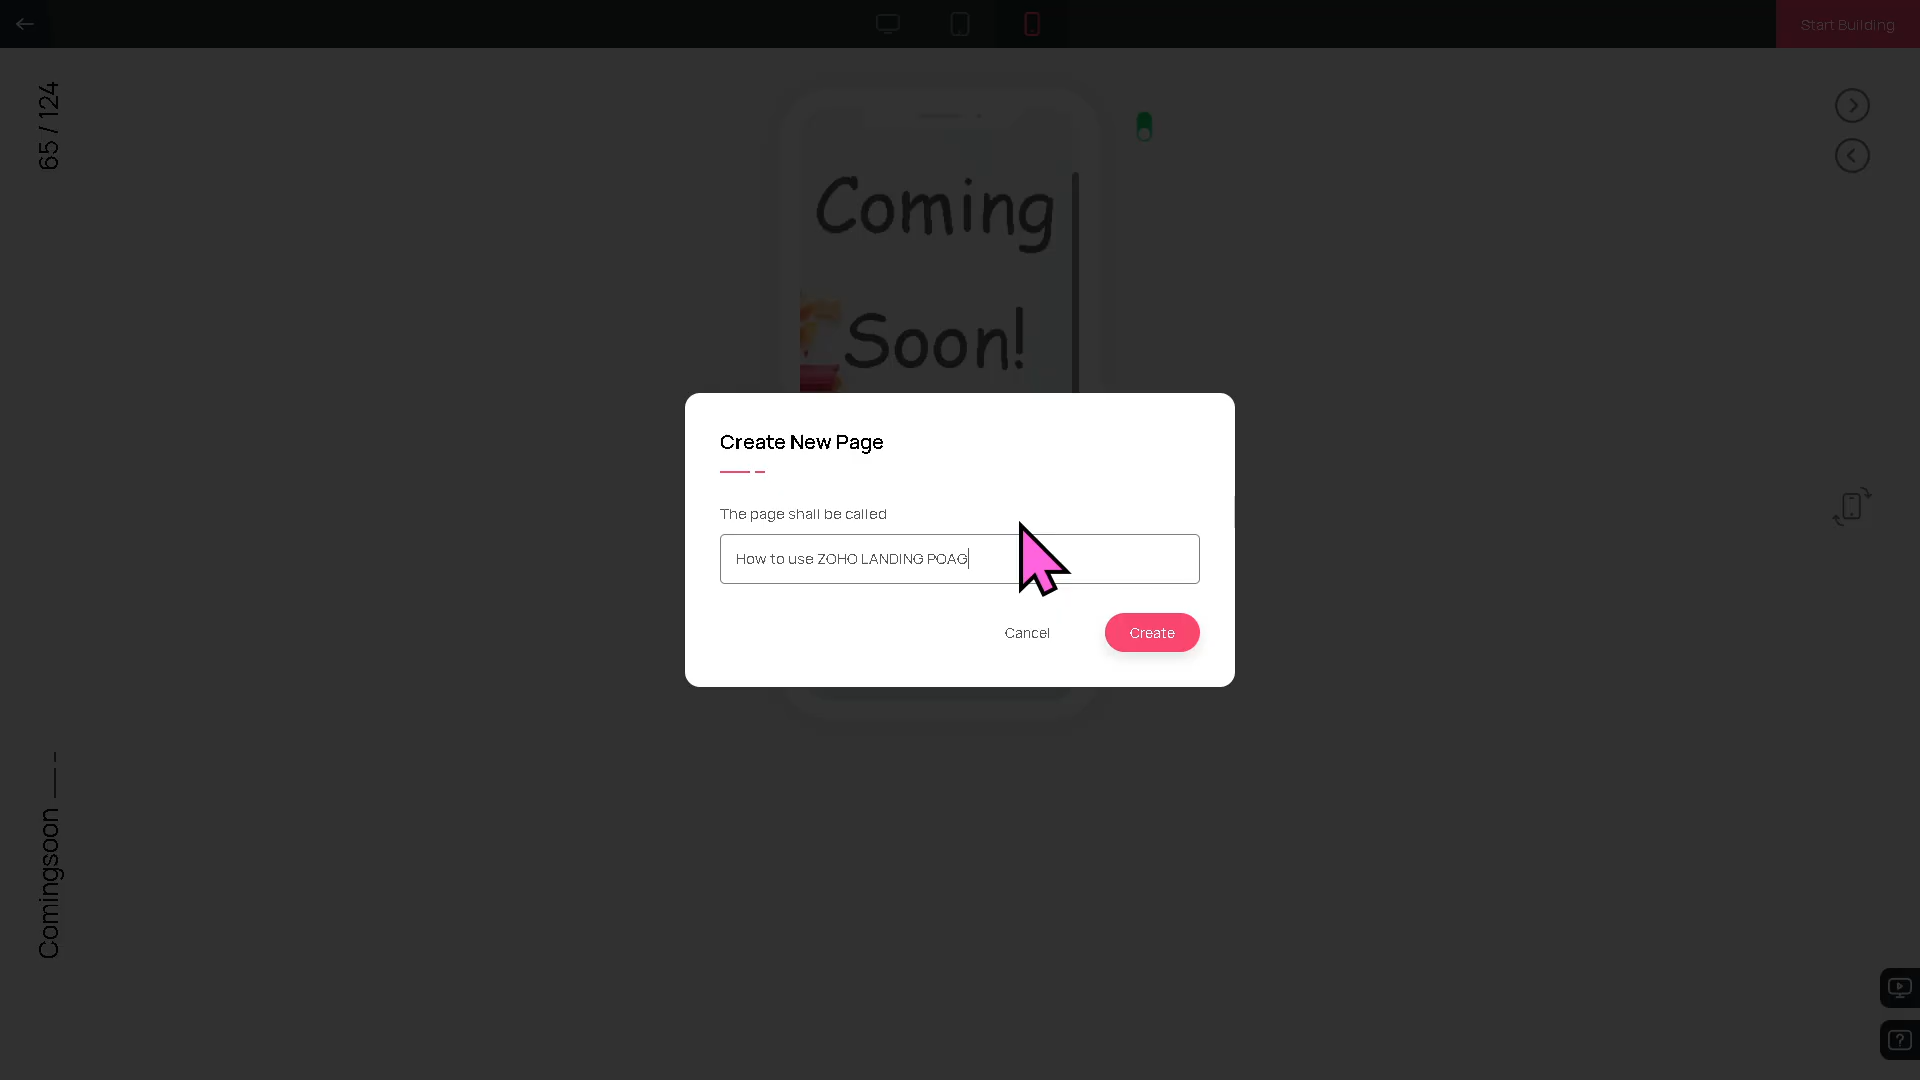 Start Building
65 / 124
Coming
Soon!
Create New Page
The page shall be called
How to use ZOHO LANDING POAG
Cancel
Create
Comingsoon